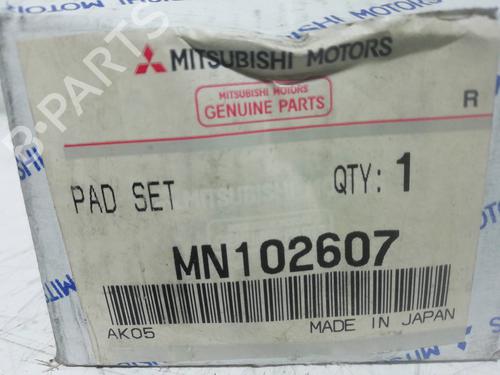 MITSUBISHI MOTORS
MITSUBISHI MOTORS
GENUINE PARTS
R
PAD SET
QTY: 1
MN102607
AK05
MADE IN JAPAN
B-PARTS